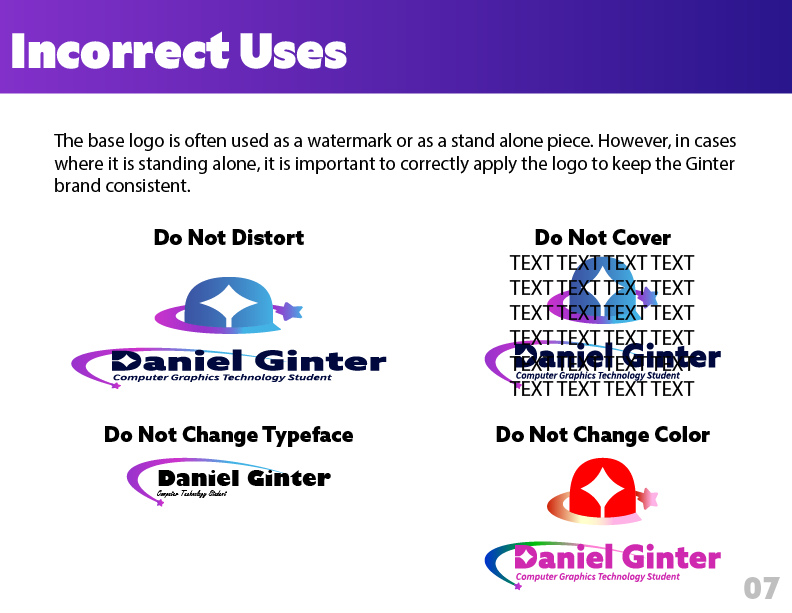 Incorrect Uses
The base logo is often used as a watermark or as a stand alone piece. However, in cases
where it is standing alone, it is important to correctly apply the logo to keep the Ginter
brand consistent.
Do Not Distort
Daniel Ginter
Computer Graphics Technology Student
Do Not Cover
TEXT TEXT TEXT TEXT
TEXT TEXT TEXT TEXT
TEXT TEXT TEXT TEXT
TEXT TEXT TEXT TEXT
Daniel Ginter
TEXT TEXT TEXT TEXT
Computer Graphics Technology Student
TEXT TEXT TEXT TEXT
Do Not Change Typeface
Daniel Ginter
Computer Technology Student
Do Not Change Color
Daniel Ginter
Computer Graphics Technology Student
07